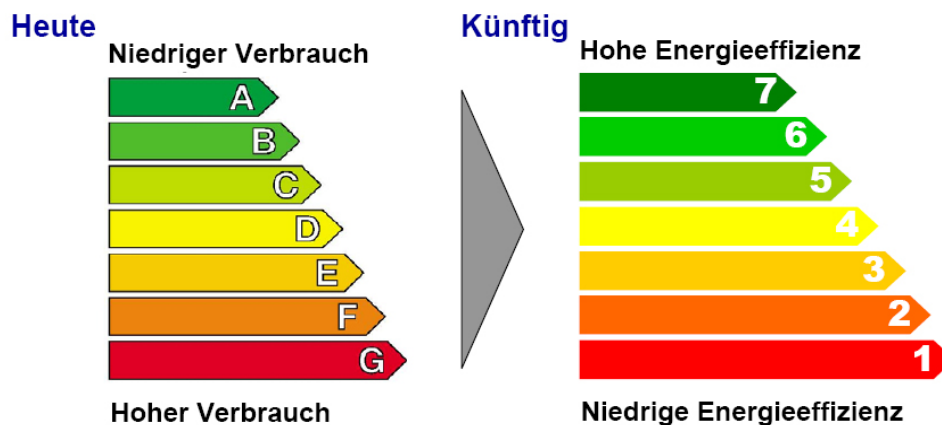 Heute
Niedriger Verbrauch
A
B
C
D
E
F
G
Hoher Verbrauch
Künftig
Hohe Energieeffizienz
7
6
5
4
3
2
1
Niedrige Energieeffizienz